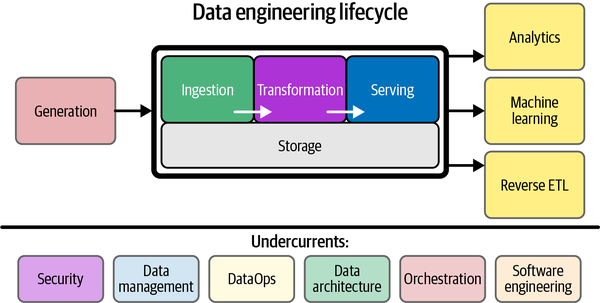 Data engineering lifecycle
Generation
Ingestion
Transformation
Serving
Storage
Analytics
Machine
learning
Reverse ETL
Undercurrents:
Security
Data
management
DataOps
Data
architecture
Orchestration
Software
engineering